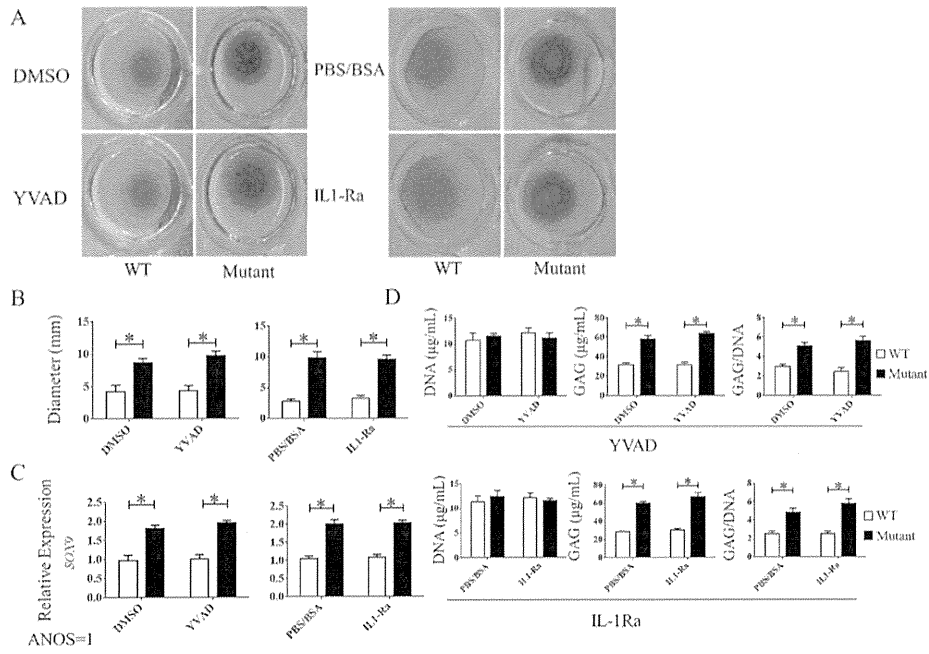 A
DMSO
PBS/BSA
YVAD
IL1-Ra
WT
Mutant
WT
Mutant
B
Diameter (mm)
15
10
5
0
*
*
DMSO
YVAD
15
10
5
0
*
*
PBS/BSA
IL1-Ra
C
Relative Expression
SOX9
2.5
2.0
1.5
1.0
0.5
0.0
*
*
DMSO
YVAD
2.5
2.0
1.5
1.0
0.5
0.0
*
*
PBS/BSA
IL1-Ra
ANOS=1
D
DNA (µg/mL)
15
10
5
0
DMSO
YVAD
GAG (µg/mL)
80
60
40
20
0
*
*
DMSO
YVAD
GAG/DNA
8
6
4
2
0
*
*
DMSO
YVAD
WT
Mutant
YVAD
DNA (µg/mL)
15
10
5
0
PBS/BSA
IL1-Ra
GAG (µg/mL)
80
60
40
20
0
*
*
PBS/BSA
IL1-Ra
GAG/DNA
8
6
4
2
0
*
*
PBS/BSA
IL1-Ra
WT
Mutant
IL-1Ra